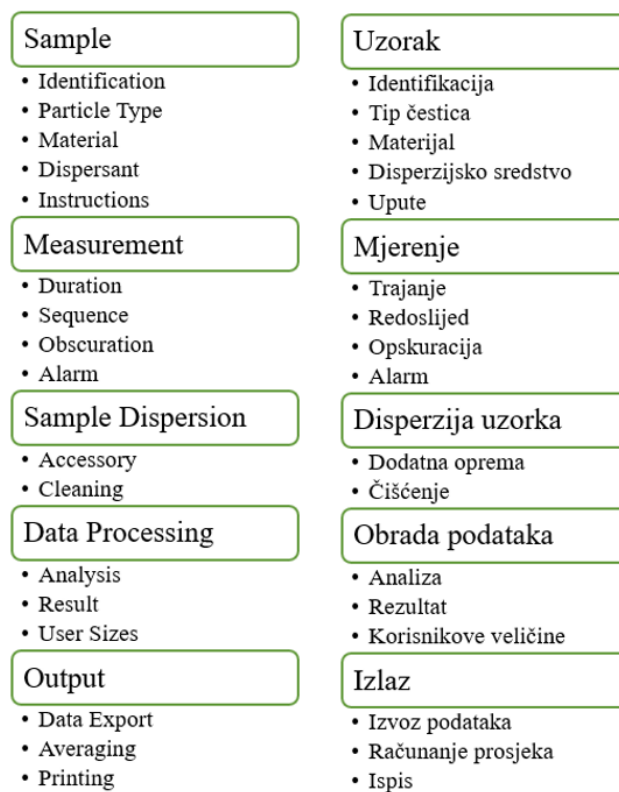 Sample
• Identification
• Particle Type
• Material
• Dispersant
• Instructions
Measurement
• Duration
• Sequence
• Obscuration
• Alarm
Sample Dispersion
• Accessory
• Cleaning
Data Processing
• Analysis
• Result
• User Sizes
Output
• Data Export
• Averaging
• Printing
Uzorak
• Identifikacija
• Tip čestica
• Materijal
• Disperzijsko sredstvo
• Upute
Mjerenje
• Trajanje
• Redoslijed
• Opskuracija
• Alarm
Disperzija uzorka
• Dodatna oprema
• Čišćenje
Obrada podataka
• Analiza
• Rezultat
• Korisnikove veličine
Izlaz
• Izvoz podataka
• Računanje prosjeka
• Ispis